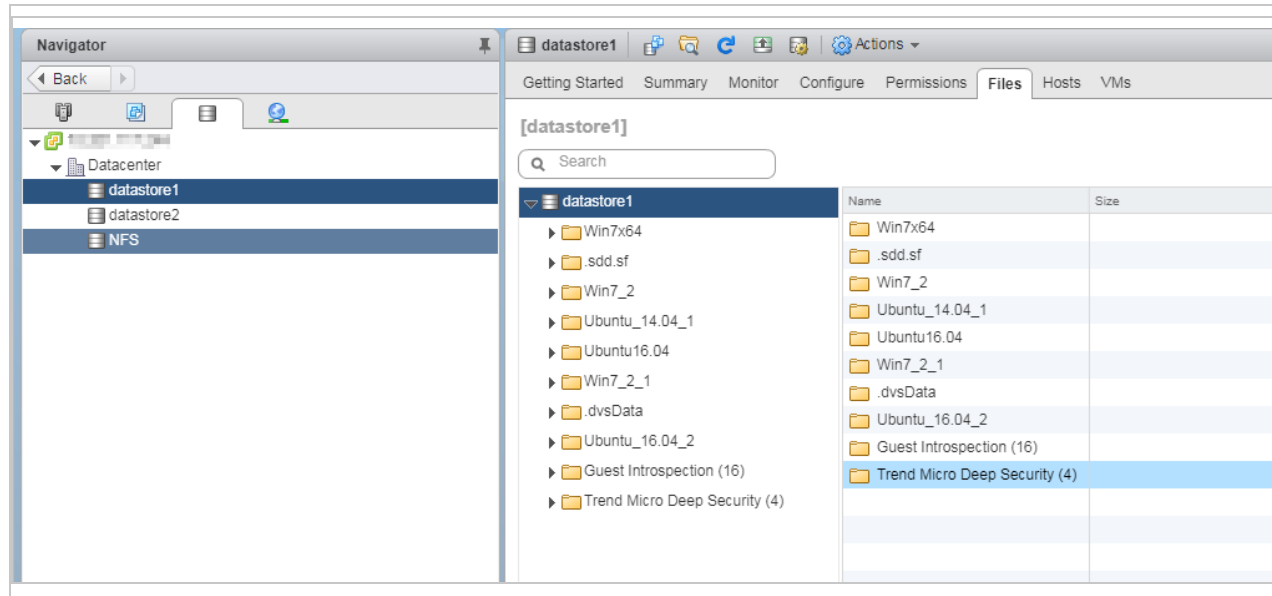 Navigator
Back
Datacenter
datastore1
datastore2
NFS
datastore1 Actions
Getting Started Summary Monitor Configure Permissions Files Hosts VMs
[datastore1]
Search
datastore1
Win7x64
.sdd.sf
Win7_2
Ubuntu_14.04_1
Ubuntu16.04
Win7_2_1
.dvsData
Ubuntu_16.04_2
Guest Introspection (16)
Trend Micro Deep Security (4)
Name Size
Win7x64
.sdd.sf
Win7_2
Ubuntu_14.04_1
Ubuntu16.04
Win7_2_1
.dvsData
Ubuntu_16.04_2
Guest Introspection (16)
Trend Micro Deep Security (4)